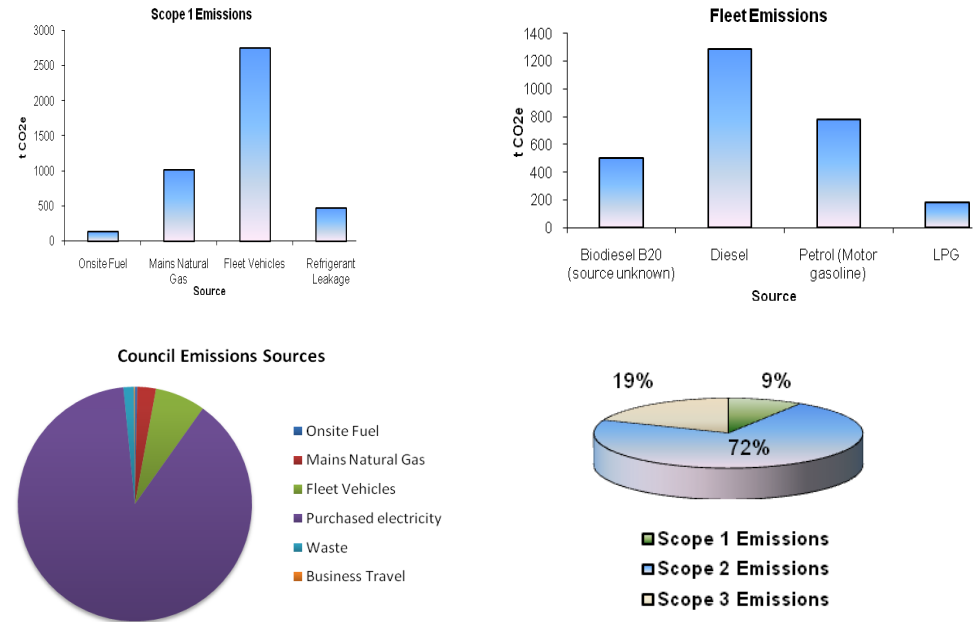 Scope 1 Emissions
3000
2500
2000
1500
1000
500
0
t CO2e
Onsite Fuel
Mains Natural
Gas
Fleet Vehicles
Refrigerant
Leakage
Source
Fleet Emissions
1400
1200
1000
800
600
400
200
0
t CO2e
Biodiesel B20
(source unknown)
Diesel
Petrol (Motor
gasoline)
LPG
Source
Council Emissions Sources
Onsite Fuel
Mains Natural Gas
Fleet Vehicles
Purchased electricity
Waste
Business Travel
19%
9%
72%
Scope 1 Emissions
Scope 2 Emissions
Scope 3 Emissions